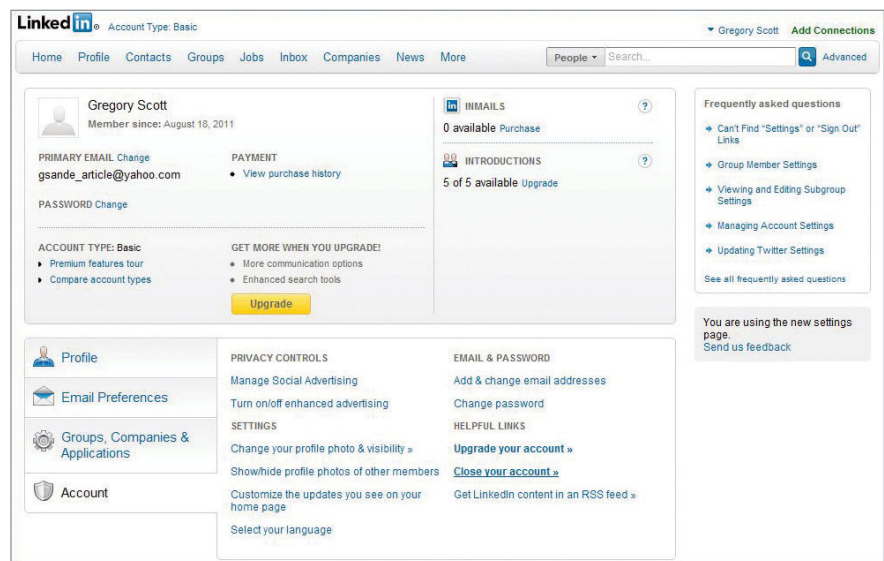 Linked in® Account Type: Basic
Gregory Scott Add Connections
Home Profile Contacts Groups Jobs Inbox Companies News More People Search... Advanced
Gregory Scott
Member since: August 18, 2011
PRIMARY EMAIL Change
gsande_article@yahoo.com
PASSWORD Change
PAYMENT
• View purchase history
ACCOUNT TYPE: Basic
Premium features tour
Compare account types
GET MORE WHEN YOU UPGRADE!
• More communication options
• Enhanced search tools
Upgrade
in INMAILS ?
0 available Purchase
INTRODUCTIONS ?
5 of 5 available Upgrade
Frequently asked questions
Can't Find "Settings" or "Sign Out"
Links
Group Member Settings
Viewing and Editing Subgroup
Settings
Managing Account Settings
Updating Twitter Settings
See all frequently asked questions
You are using the new settings
page.
Send us feedback
Profile
Email Preferences
Groups, Companies &
Applications
Account
PRIVACY CONTROLS
Manage Social Advertising
Turn on/off enhanced advertising
SETTINGS
Change your profile photo & visibility »
Show/hide profile photos of other members
Customize the updates you see on your
home page
Select your language
EMAIL & PASSWORD
Add & change email addresses
Change password
HELPFUL LINKS
Upgrade your account »
Close your account »
Get LinkedIn content in an RSS feed »